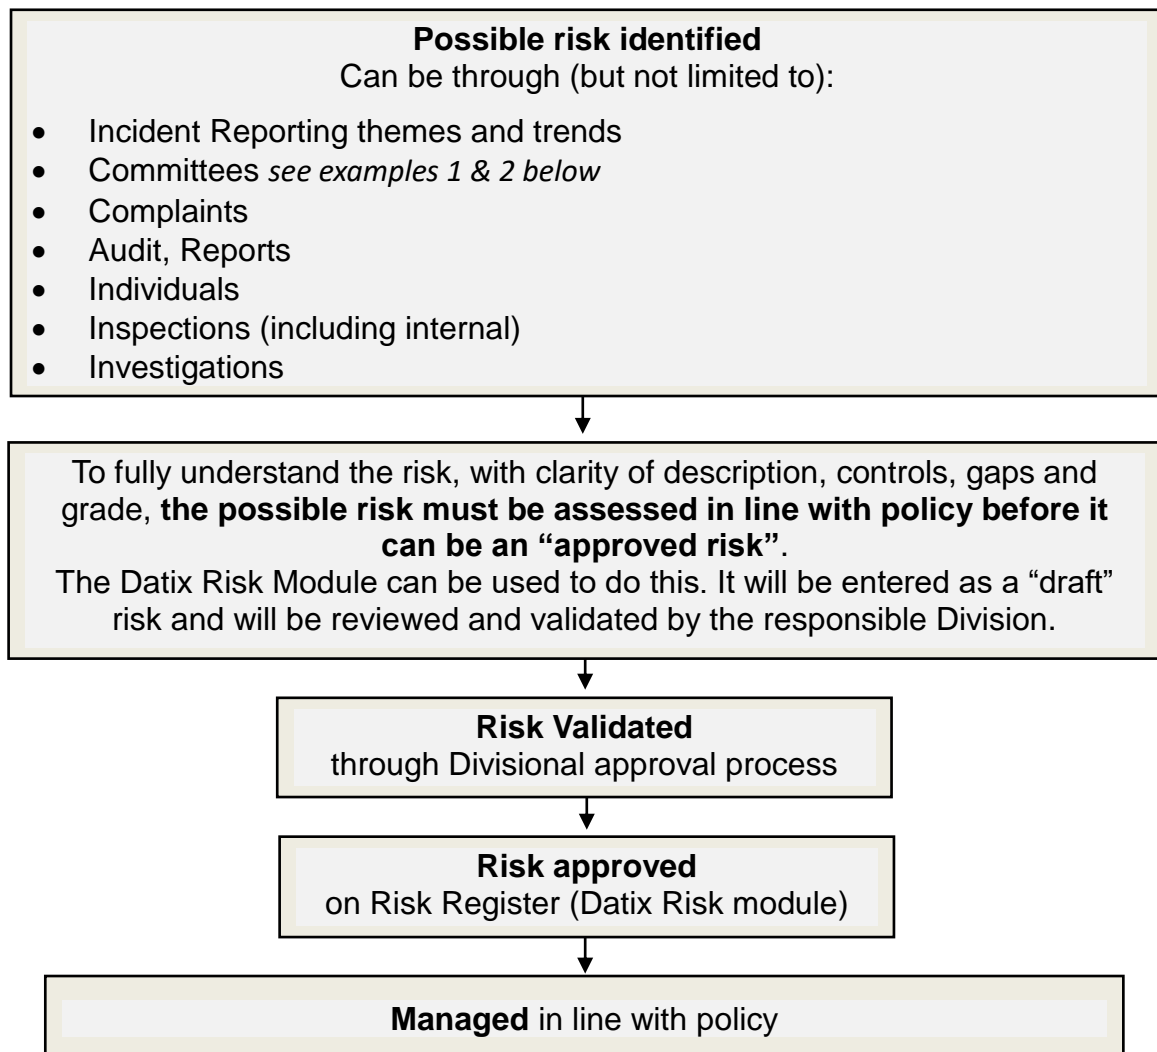 Possible risk identified
Can be through (but not limited to):
• Incident Reporting themes and trends
• Committees see examples 1 & 2 below
• Complaints
• Audit, Reports
• Individuals
• Inspections (including internal)
• Investigations
To fully understand the risk, with clarity of description, controls, gaps and
grade, the possible risk must be assessed in line with policy before it
can be an “approved risk”.
The Datix Risk Module can be used to do this. It will be entered as a “draft”
risk and will be reviewed and validated by the responsible Division.
Risk Validated
through Divisional approval process
Risk approved
on Risk Register (Datix Risk module)
Managed in line with policy